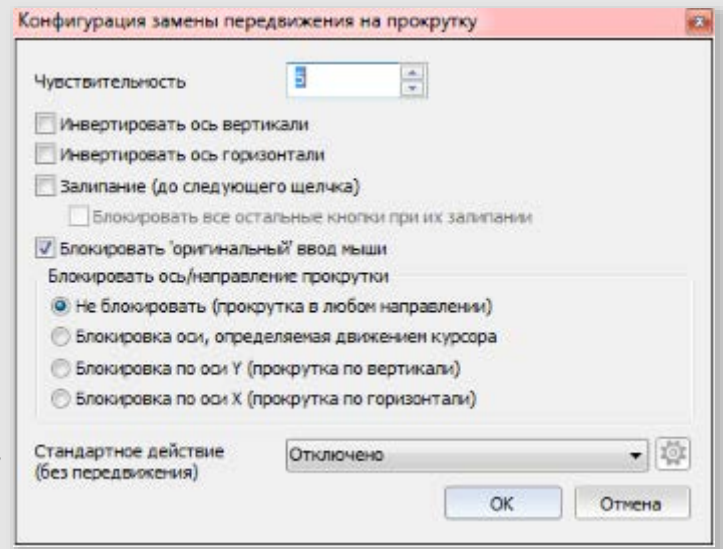 Конфигурация замены передвижения на прокрутку
Чувствительность
5
Инвертировать ось вертикали
Инвертировать ось горизонтали
Залипание (до следующего щелчка)
Блокировать все остальные кнопки при их залипании
Блокировать 'оригинальный' ввод мыши
Блокировать ось/направление прокрутки
Не блокировать (прокрутка в любом направлении)
Блокировка оси, определяемая движением курсора
Блокировка по оси Y (прокрутка по вертикали)
Блокировка по оси X (прокрутка по горизонтали)
Стандартное действие
(без передвижения)
Отключено
OK
Отмена